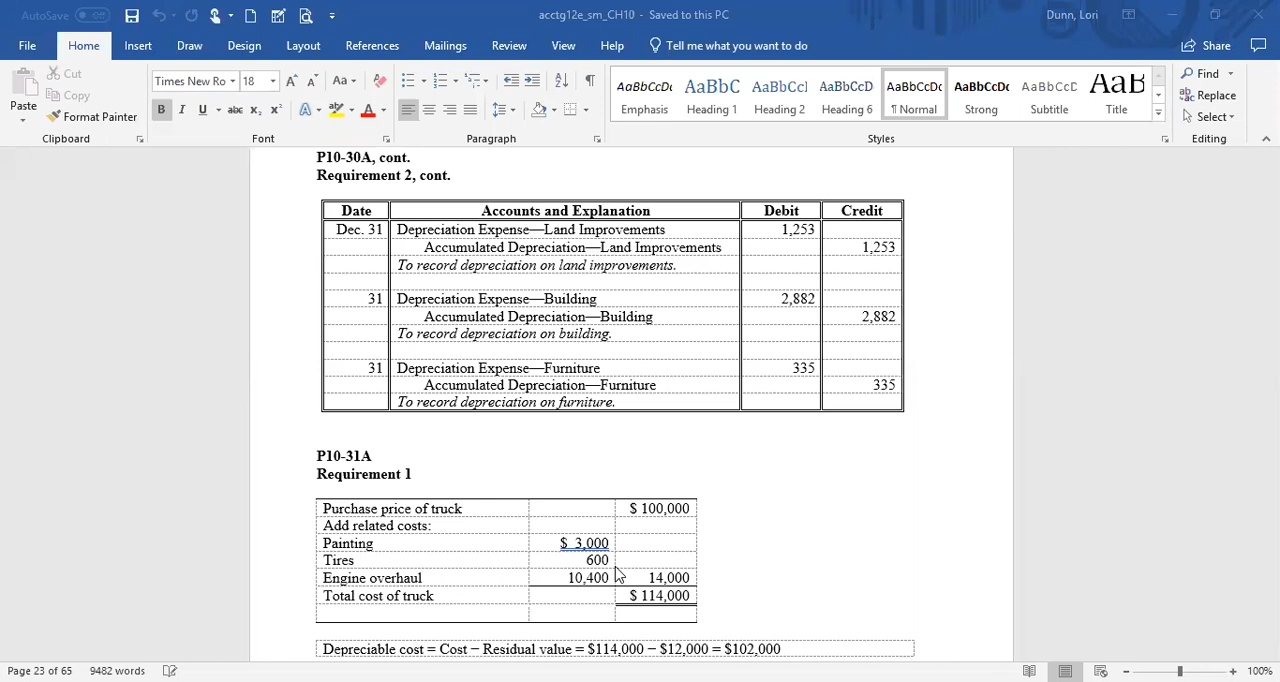 AutoSave Off acctg12e_sm_CH10 - Saved to this PC Dunn, Lori
File Home Insert Draw Design Layout References Mailings Review View Help Tell me what you want to do Share
Cut
Copy
Paste
Format Painter
Clipboard
Times New Ro 18
Font
Paragraph
AaBbCcDc AaBbC AaBbCcl AaBbCcD AaBbCcDc AaBbCcDc AaBbCcDc AaB
Emphasis Heading 1 Heading 2 Heading 6 ¶ Normal Strong Subtitle Title
Styles
Find
Replace
Select
Editing
P10-30A, cont.
Requirement 2, cont.
Date Accounts and Explanation Debit Credit
Dec. 31 Depreciation Expense—Land Improvements 1,253
Accumulated Depreciation—Land Improvements 1,253
To record depreciation on land improvements.
31 Depreciation Expense—Building 2,882
Accumulated Depreciation—Building 2,882
To record depreciation on building.
31 Depreciation Expense—Furniture 335
Accumulated Depreciation—Furniture 335
To record depreciation on furniture.
P10-31A
Requirement 1
Purchase price of truck $ 100,000
Add related costs:
Painting $ 3,000
Tires 600
Engine overhaul 10,400 14,000
Total cost of truck $ 114,000
Depreciable cost = Cost − Residual value = $114,000 − $12,000 = $102,000
Page 23 of 65 9482 words 100%